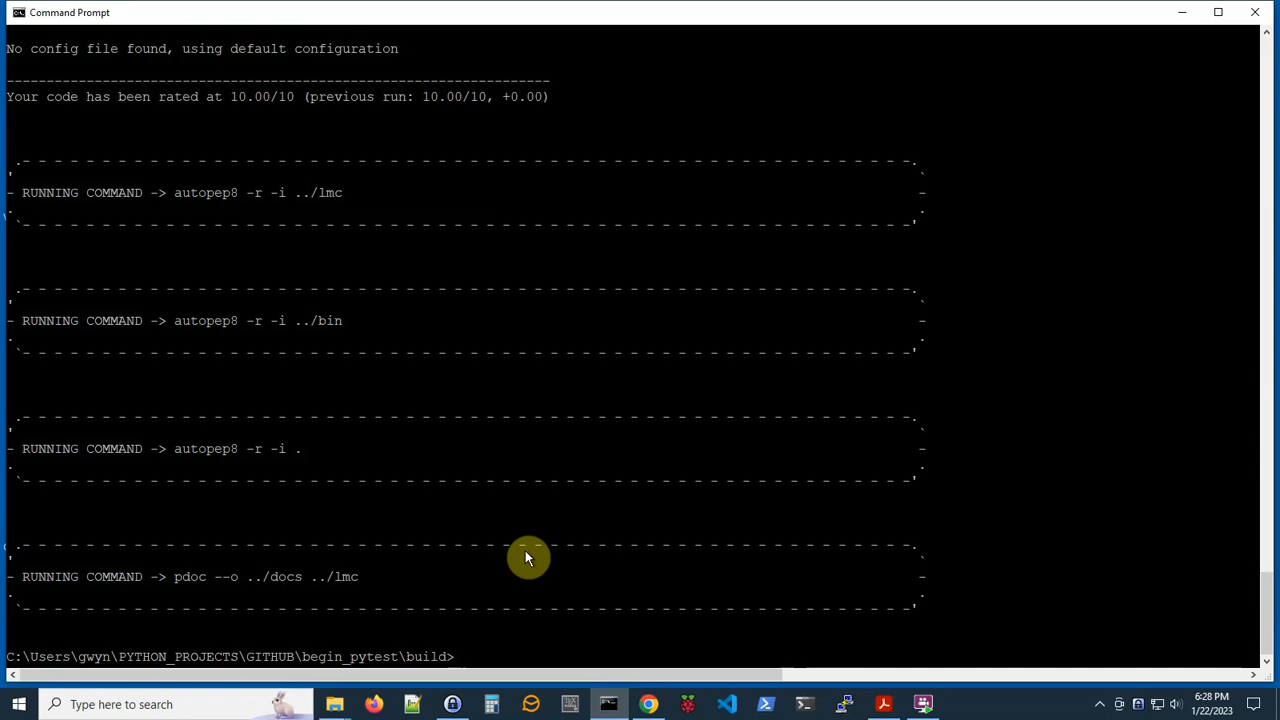 Command Prompt
No config file found, using default configuration
--------------------------------------------------------------------
Your code has been rated at 10.00/10 (previous run: 10.00/10, +0.00)
- RUNNING COMMAND -> autopep8 -r -i ../lmc -
- RUNNING COMMAND -> autopep8 -r -i ../bin -
- RUNNING COMMAND -> autopep8 -r -i . -
- RUNNING COMMAND -> pdoc --o ../docs ../lmc -
C:\Users\gwyn\PYTHON_PROJECTS\GITHUB\begin_pytest\build>
Type here to search
6:28 PM
1/22/2023